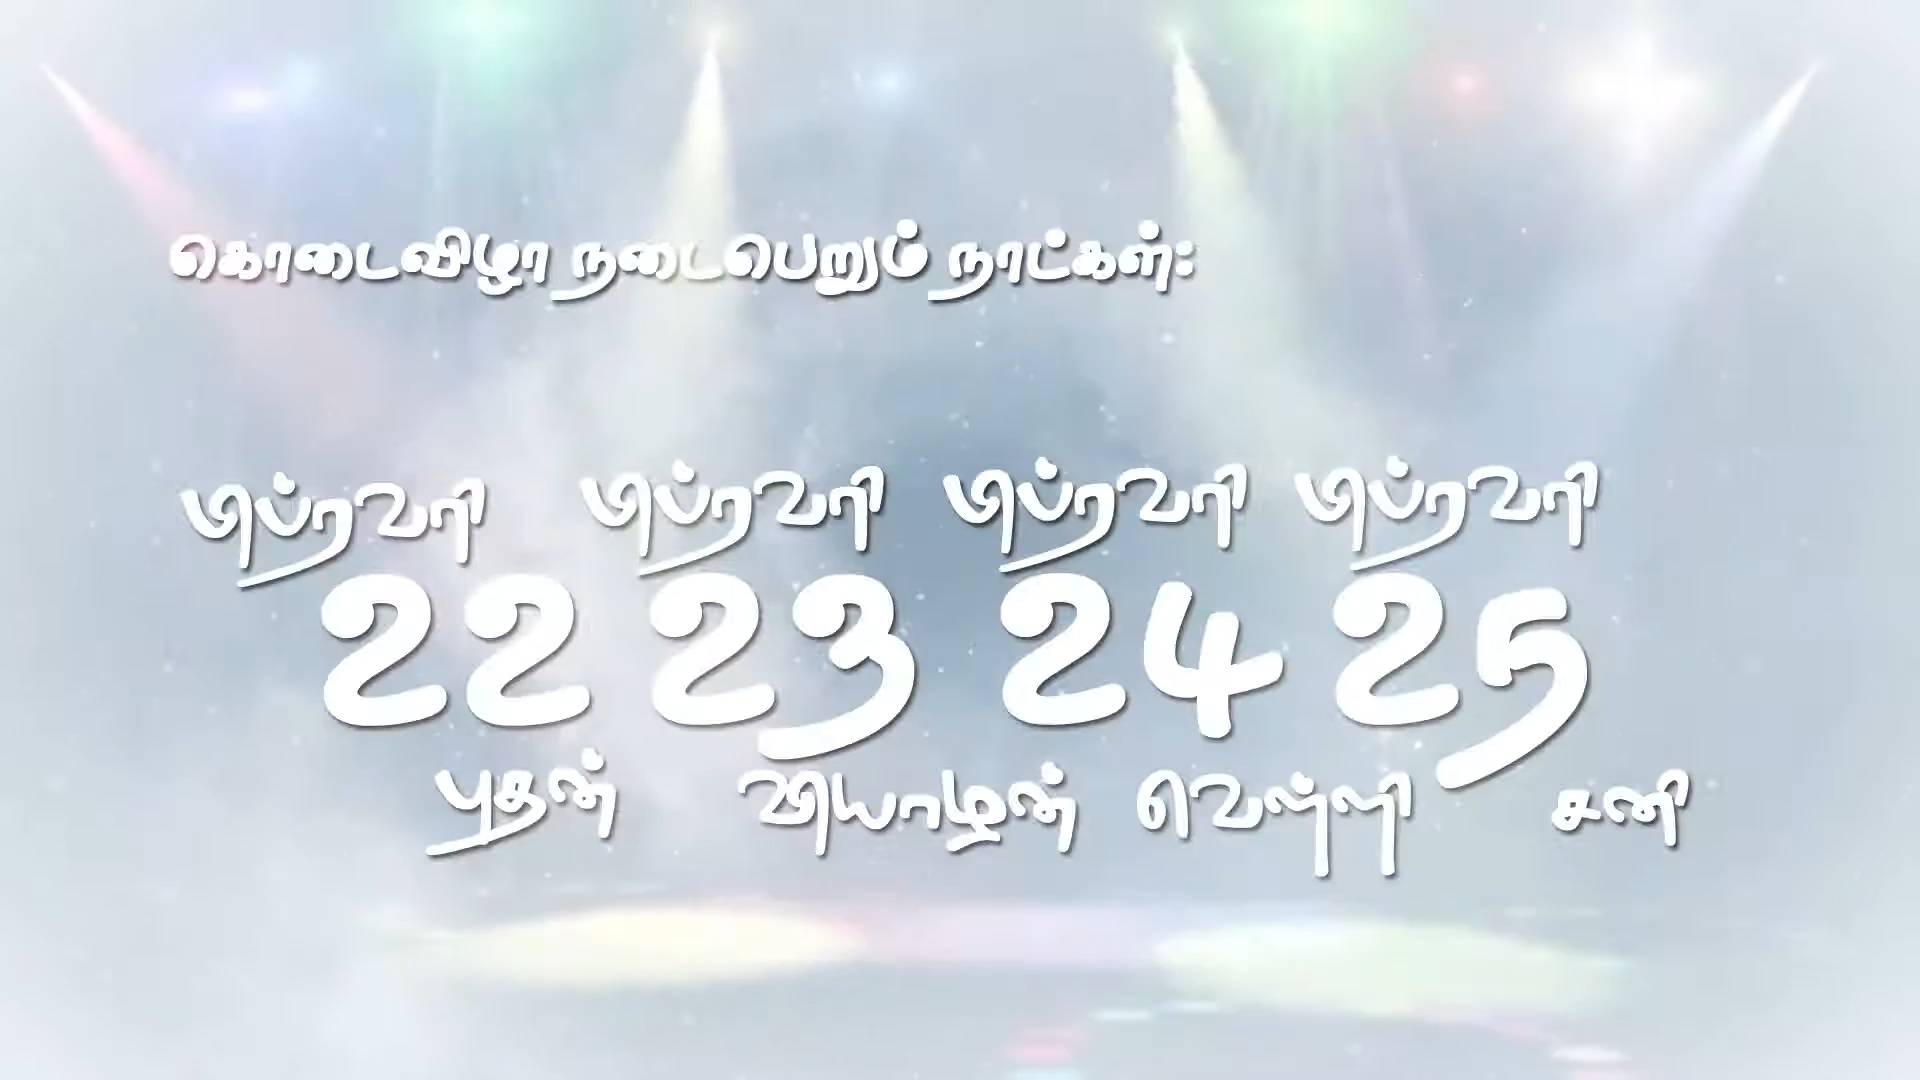 கொடைவிழா நடைபெறும் நாட்கள்:
பிப்ரவரி பிப்ரவரி பிப்ரவரி பிப்ரவரி
22 23 24 25
புதன் வியாழன் வெள்ளி சனி